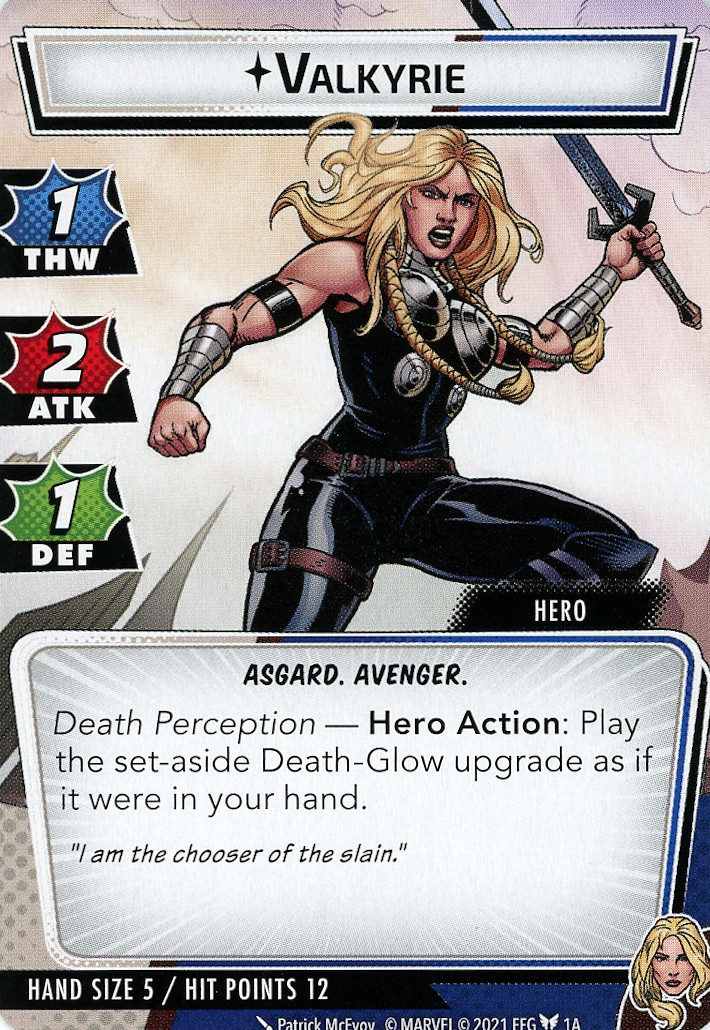 VALKYRIE
1
THW
2
ATK
1
DEF
HERO
ASGARD. AVENGER.
Death Perception — Hero Action: Play
the set-aside Death-Glow upgrade as if
it were in your hand.
"I am the chooser of the slain."
HAND SIZE 5 / HIT POINTS 12
Patrick McEvoy © MARVEL © 2021 FFG 1A